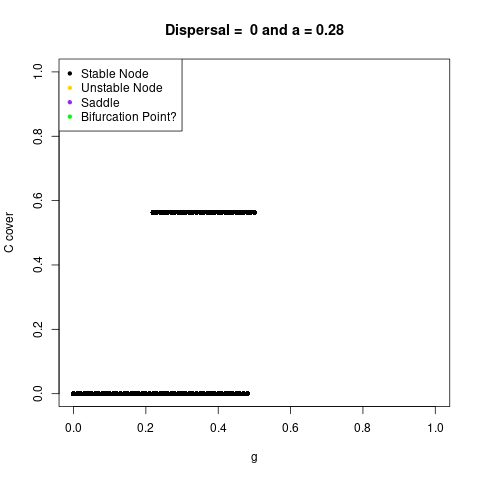 Dispersal =  0 and a = 0.28
Stable Node
Unstable Node
Saddle
Bifurcation Point?
C cover
1.0
0.8
0.6
0.4
0.2
0.0
0.0 0.2 0.4 0.6 0.8 1.0
g